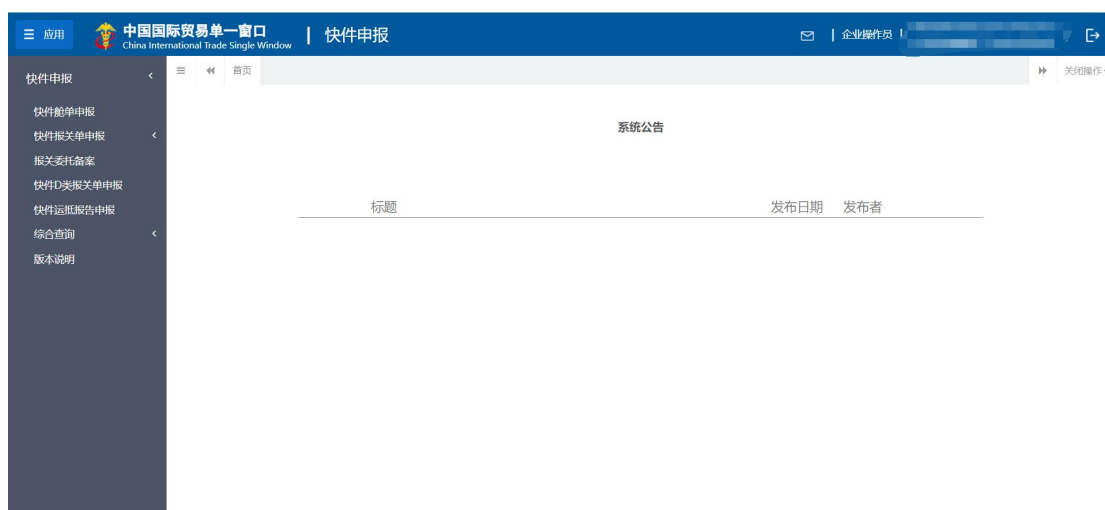 应用
中国国际贸易单一窗口
China International Trade Single Window
快件申报
企业操作员
快件申报
首页
关闭操作
快件舱单申报
快件报关单申报
报关委托备案
快件D类报关单申报
快件运抵报告申报
综合查询
版本说明
系统公告
标题 发布日期 发布者